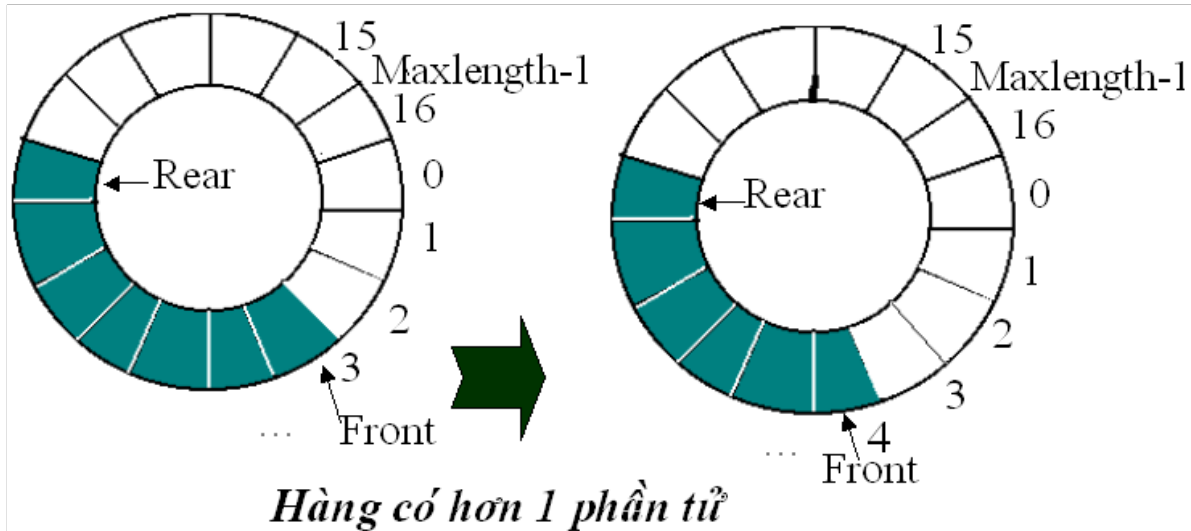 15
Maxlength-1
16
0
1
2
3
Rear
... Front
15
Maxlength-1
16
0
1
2
3
4
Rear
... Front
Hàng có hơn 1 phần tử